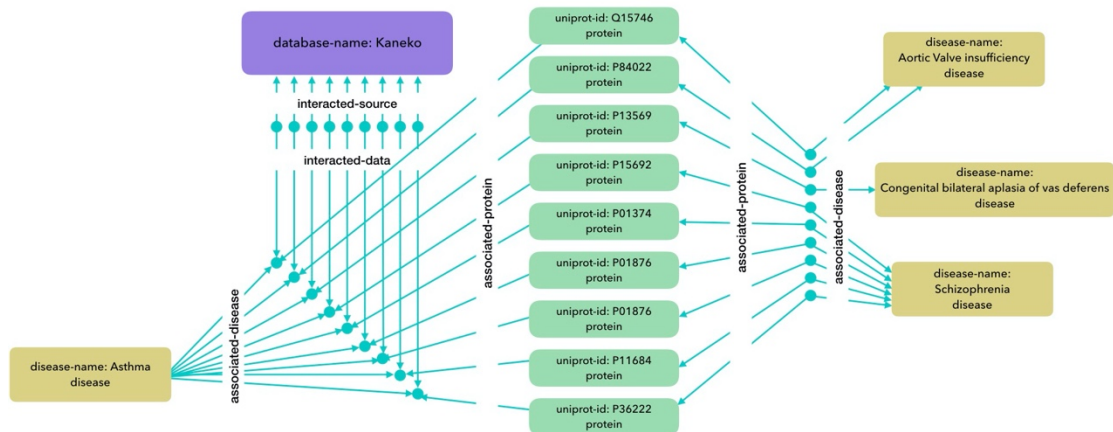 database-name: Kaneko
interacted-source
interacted-data
disease-name: Asthma
disease
associated-disease
associated-protein
uniprot-id: Q15746
protein
uniprot-id: P84022
protein
uniprot-id: P13569
protein
uniprot-id: P15692
protein
uniprot-id: P01374
protein
uniprot-id: P01876
protein
uniprot-id: P01876
protein
uniprot-id: P11684
protein
uniprot-id: P36222
protein
associated-protein
associated-disease
disease-name:
Aortic Valve insufficiency
disease
disease-name:
Congenital bilateral aplasia of vas deferens
disease
disease-name:
Schizophrenia
disease